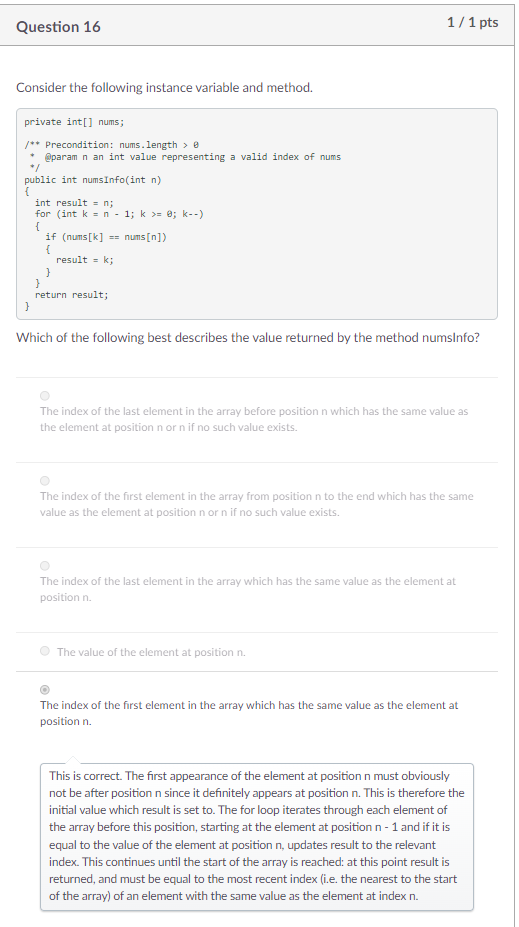 Question 16
1 / 1 pts
Consider the following instance variable and method.
private int[] nums;
/** Precondition: nums.length > 0
* @param n an int value representing a valid index of nums
*/
public int numsInfo(int n)
{
int result = n;
for (int k = n - 1; k >= 0; k--)
{
if (nums[k] == nums[n])
{
result = k;
}
}
return result;
}
Which of the following best describes the value returned by the method numsInfo?
The index of the last element in the array before position n which has the same value as
the element at position n or n if no such value exists.
The index of the first element in the array from position n to the end which has the same
value as the element at position n or n if no such value exists.
The index of the last element in the array which has the same value as the element at
position n.
The value of the element at position n.
The index of the first element in the array which has the same value as the element at
position n.
This is correct. The first appearance of the element at position n must obviously
not be after position n since it definitely appears at position n. This is therefore the
initial value which result is set to. The for loop iterates through each element of
the array before this position, starting at the element at position n - 1 and if it is
equal to the value of the element at position n, updates result to the relevant
index. This continues until the start of the array is reached: at this point result is
returned, and must be equal to the most recent index (i.e. the nearest to the start
of the array) of an element with the same value as the element at index n.